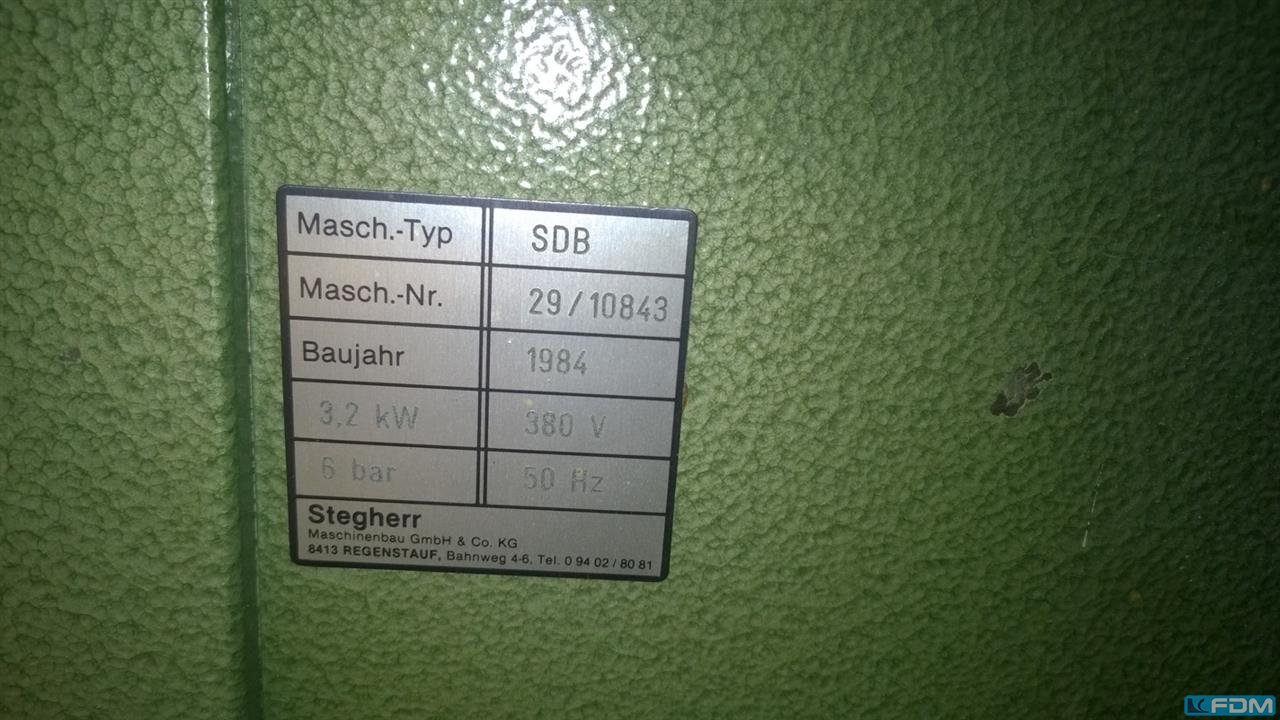 Masch.-Typ SDB
Masch.-Nr. 29/10843
Baujahr 1984
3,2 kW 380 V
6 bar 50 Hz
Stegherr
Maschinenbau GmbH & Co. KG
8413 REGENSTAUF, Bahnweg 4-6, Tel. 0 94 02 / 80 81
FDM